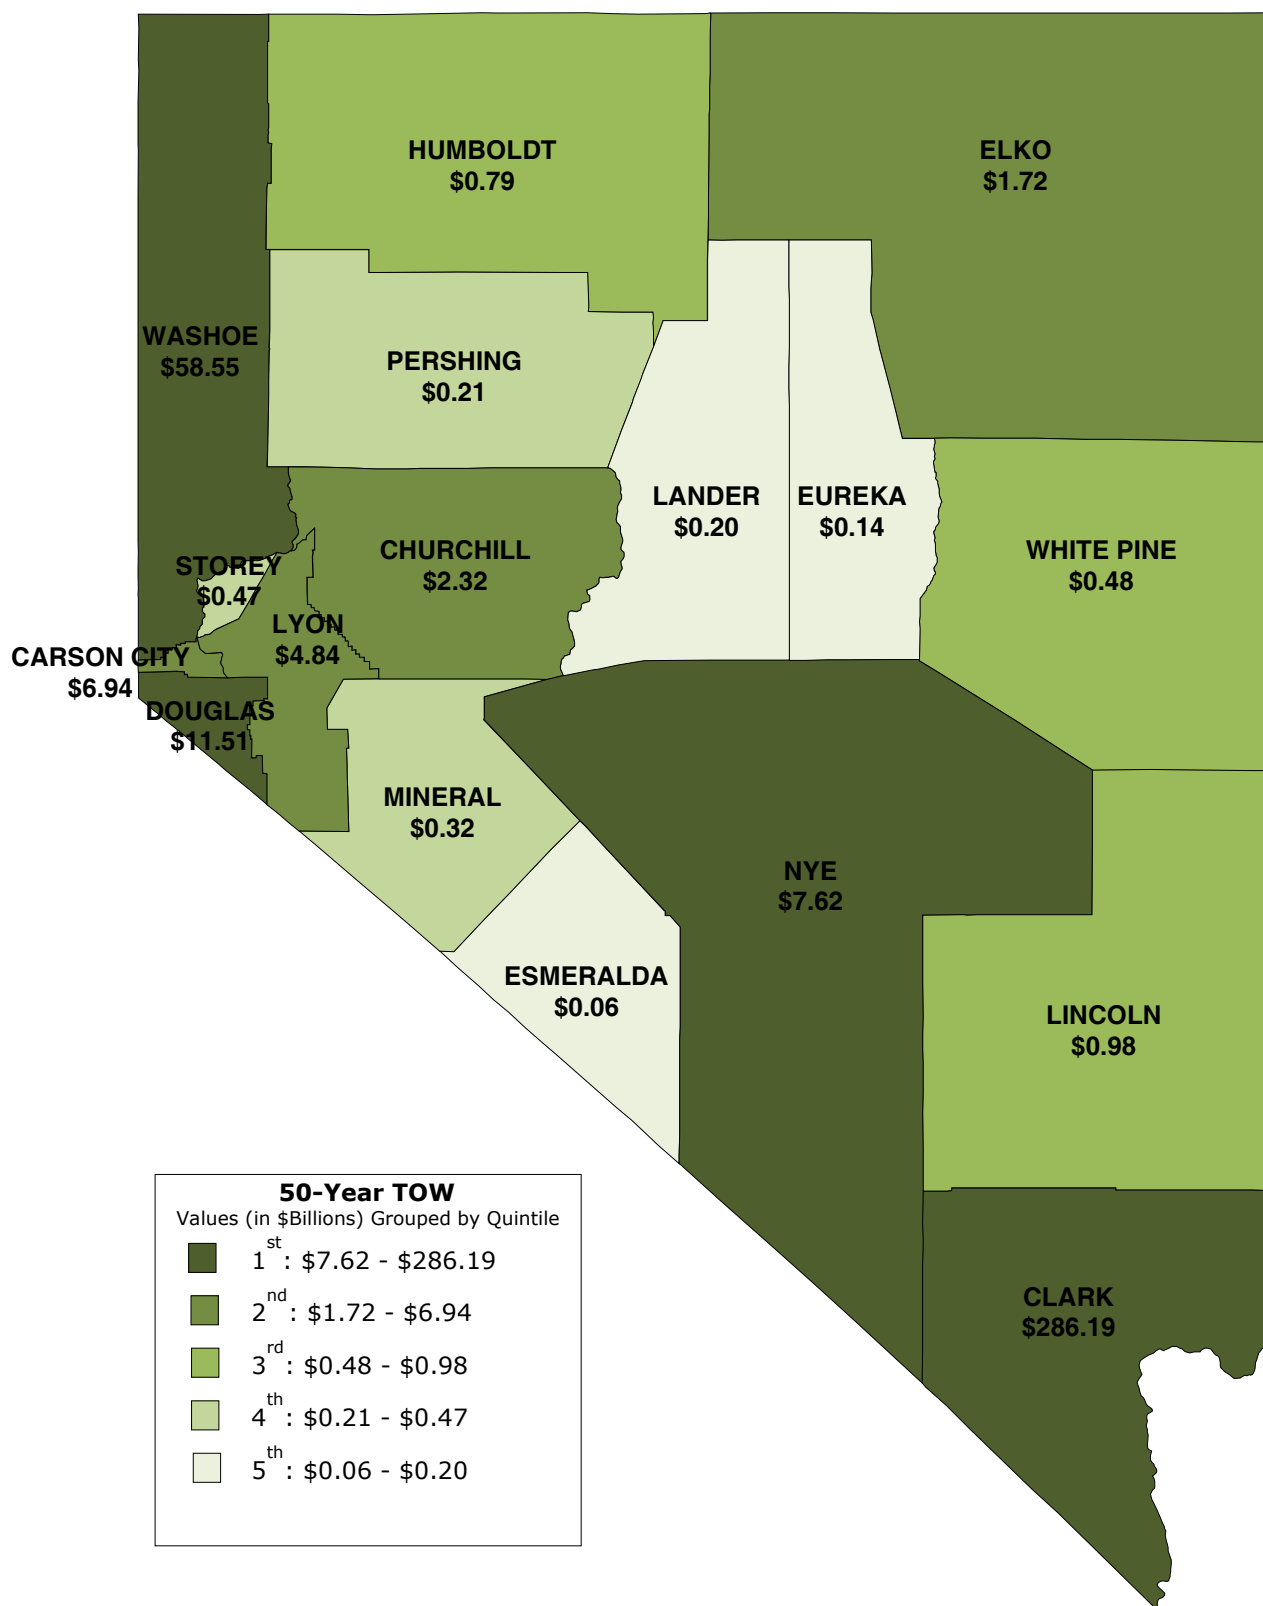 HUMBOLDT
$0.79
ELKO
$1.72
WASHOE
$58.55
PERSHING
$0.21
LANDER
$0.20
EUREKA
$0.14
CHURCHILL
$2.32
WHITE PINE
$0.48
STOREY
$0.47
LYON
$4.84
CARSON CITY
$6.94
DOUGLAS
$11.51
MINERAL
$0.32
NYE
$7.62
ESMERALDA
$0.06
LINCOLN
$0.98
CLARK
$286.19
50-Year TOW
Values (in $Billions) Grouped by Quintile
1st: $7.62 - $286.19
2nd: $1.72 - $6.94
3rd: $0.48 - $0.98
4th: $0.21 - $0.47
5th: $0.06 - $0.20